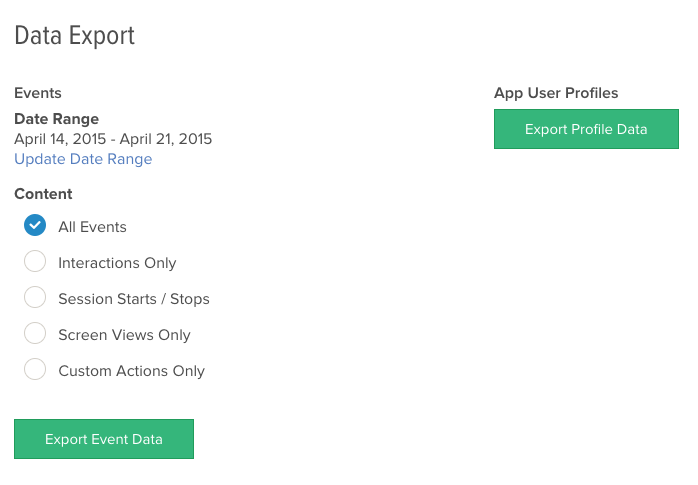 Data Export
Events
Date Range
April 14, 2015 - April 21, 2015
Update Date Range
Content
All Events
Interactions Only
Session Starts / Stops
Screen Views Only
Custom Actions Only
Export Event Data
App User Profiles
Export Profile Data